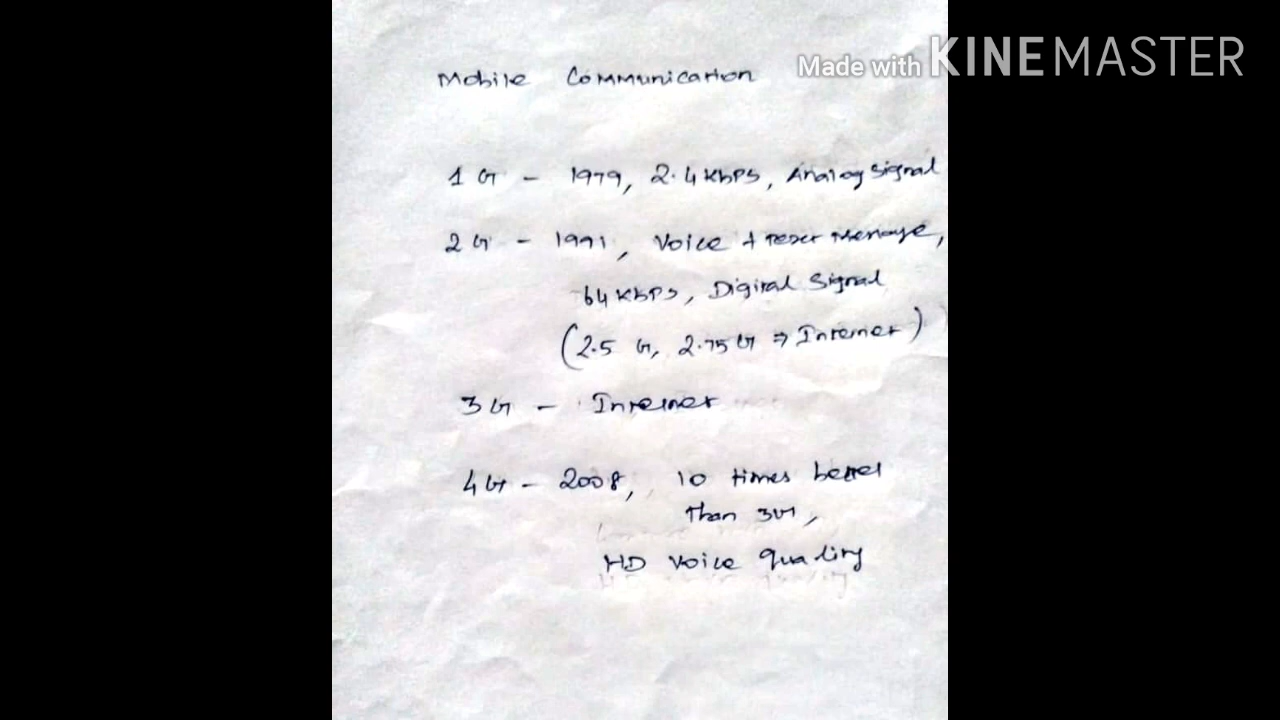 Made with KINEMASTER
Mobile Communication
1G - 1979, 2.4 Kbps, Analog Signal
2G - 1991, Voice + text message,
64 Kbps, Digital Signal
(2.5 G, 2.75G ⇒ Internet)
3G - Internet
4G - 2008, 10 times better
than 3G,
HD Voice quality